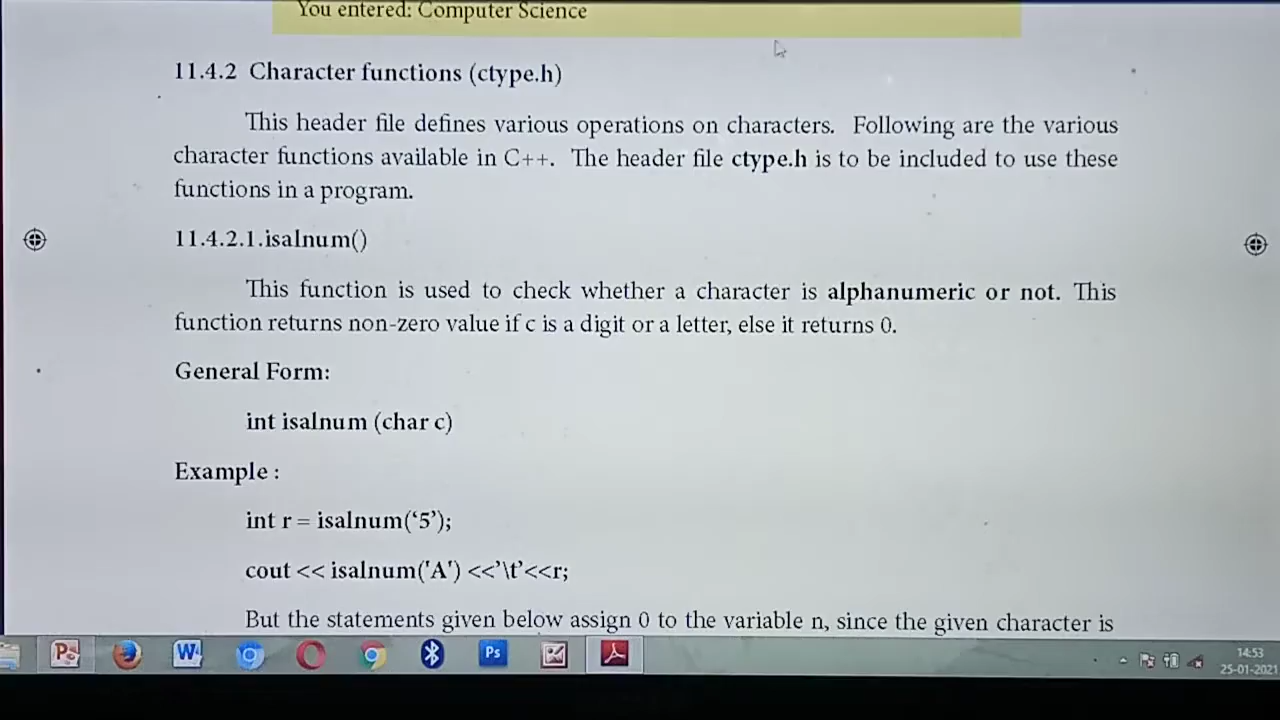 You entered: Computer Science
11.4.2 Character functions (ctype.h)
This header file defines various operations on characters. Following are the various
character functions available in C++. The header file ctype.h is to be included to use these
functions in a program.
11.4.2.1.isalnum()
This function is used to check whether a character is alphanumeric or not. This
function returns non-zero value if c is a digit or a letter, else it returns 0.
General Form:
int isalnum (char c)
Example :
int r = isalnum(‘5’);
cout << isalnum('A') <<’\t’<<r;
But the statements given below assign 0 to the variable n, since the given character is
P
W
Ps
14:53
25-01-2021